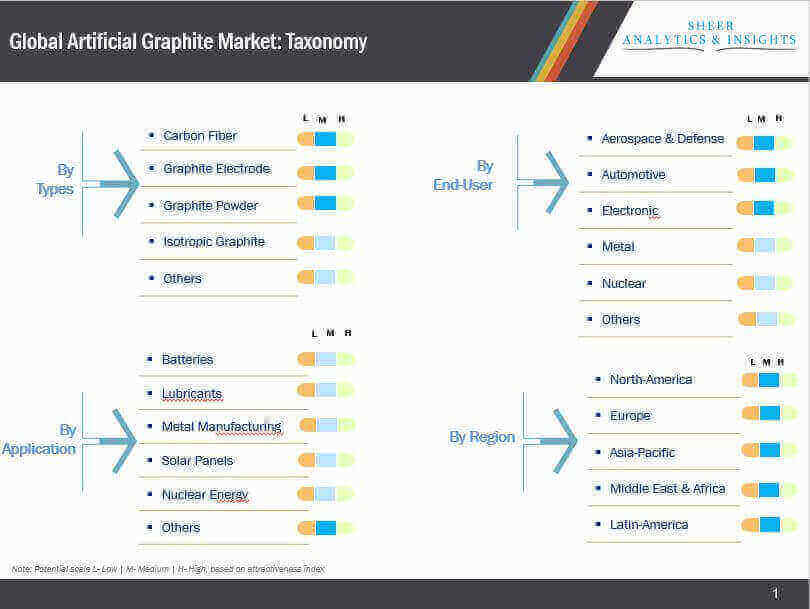 Global Artificial Graphite Market: Taxonomy
SHEER
ANALYTICS & INSIGHTS
L M H
By
Types
▪ Carbon Fiber
▪ Graphite Electrode
▪ Graphite Powder
▪ Isotropic Graphite
▪ Others
L M H
By
End-User
▪ Aerospace & Defense
▪ Automotive
▪ Electronic
▪ Metal
▪ Nuclear
▪ Others
L M H
By
Application
▪ Batteries
▪ Lubricants
▪ Metal Manufacturing
▪ Solar Panels
▪ Nuclear Energy
▪ Others
L M H
By Region
▪ North-America
▪ Europe
▪ Asia-Pacific
▪ Middle East & Africa
▪ Latin-America
Note: Potential scale L- Low | M- Medium | H- High, based on attractiveness index
1